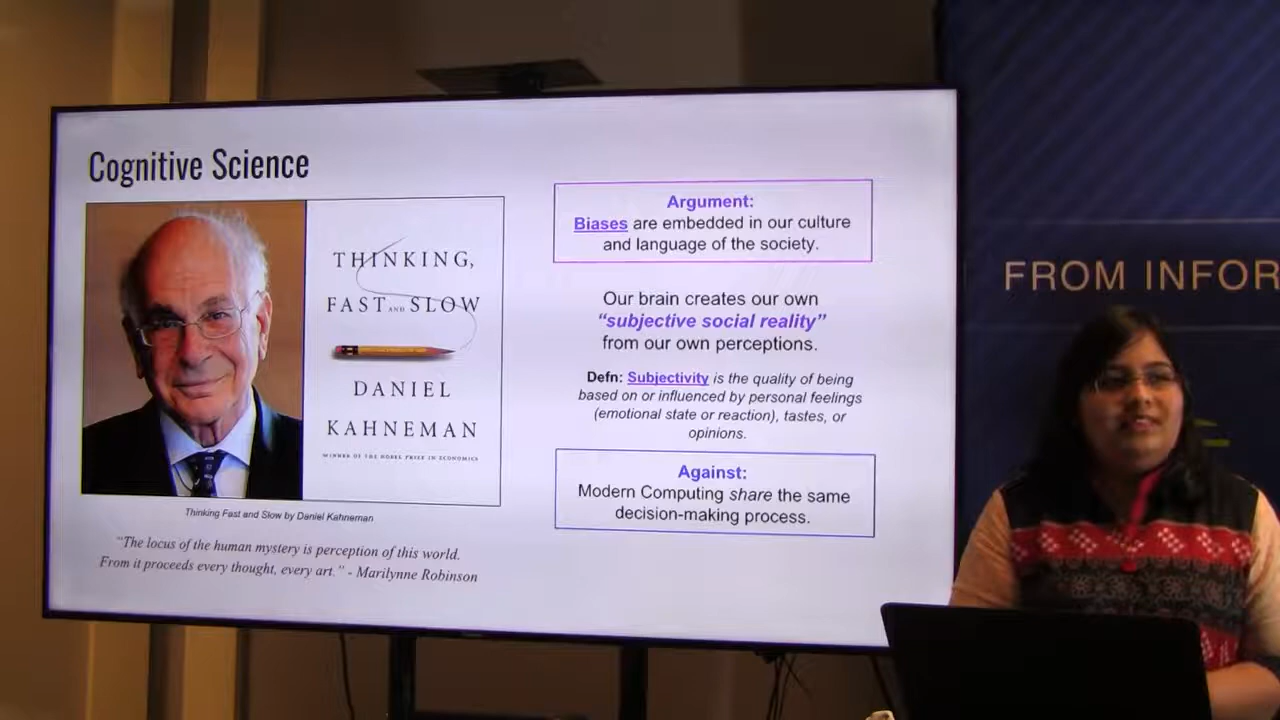 Cognitive Science
THINKING,
FAST AND SLOW
DANIEL
KAHNEMAN
WINNER OF THE NOBEL PRIZE IN ECONOMICS
Thinking Fast and Slow by Daniel Kahneman
“The locus of the human mystery is perception of this world.
From it proceeds every thought, every art.” - Marilynne Robinson
Argument:
Biases are embedded in our culture
and language of the society.
Our brain creates our own
“subjective social reality”
from our own perceptions.
Defn: Subjectivity is the quality of being
based on or influenced by personal feelings
(emotional state or reaction), tastes, or
opinions.
Against:
Modern Computing share the same
decision-making process.
FROM INFOR